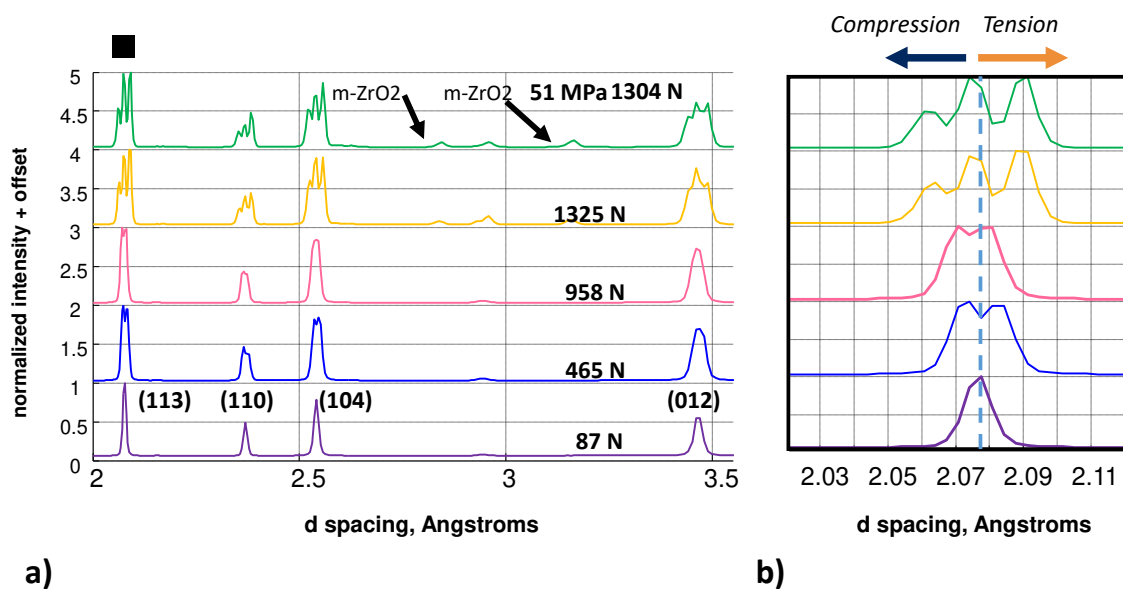 Compression Tension
5
4.5
4
3.5
3
2.5
2
1.5
1
0.5
0
normalized intensity + offset
m-ZrO2 m-ZrO2 51 MPa 1304 N
1325 N
958 N
465 N
(113) (110) (104) (012)
87 N
2 2.5 3 3.5
d spacing, Angstroms
a)
2.03 2.05 2.07 2.09 2.11
d spacing, Angstroms
b)